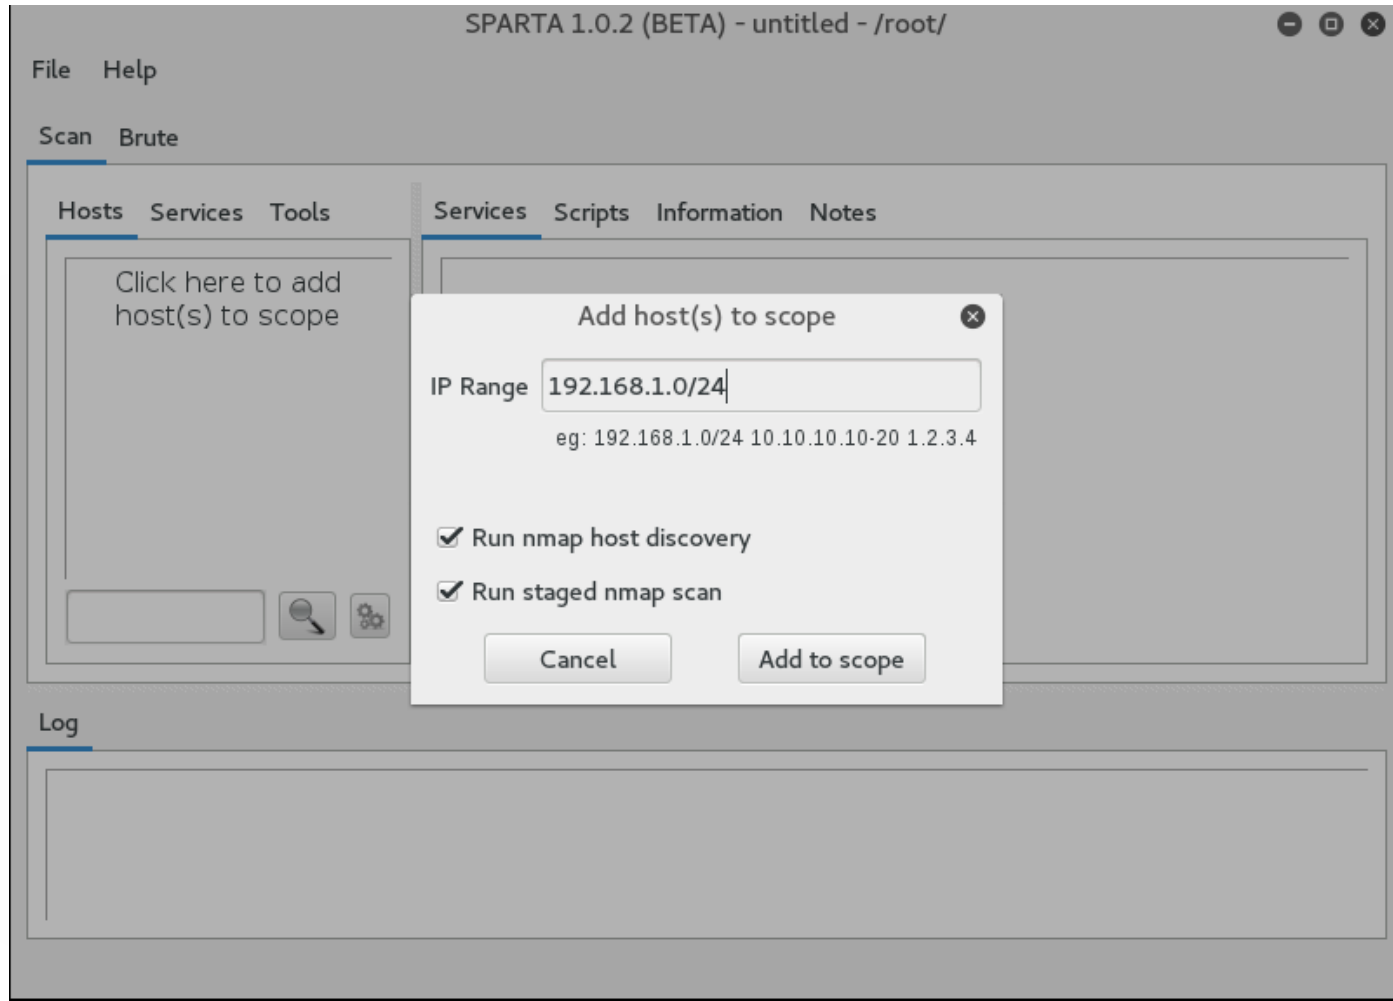 SPARTA 1.0.2 (BETA) - untitled - /root/
File Help
Scan Brute
Hosts Services Tools
Services Scripts Information Notes
Click here to add
host(s) to scope
Add host(s) to scope
IP Range 192.168.1.0/24
eg: 192.168.1.0/24 10.10.10.10-20 1.2.3.4
Run nmap host discovery
Run staged nmap scan
Cancel Add to scope
Log